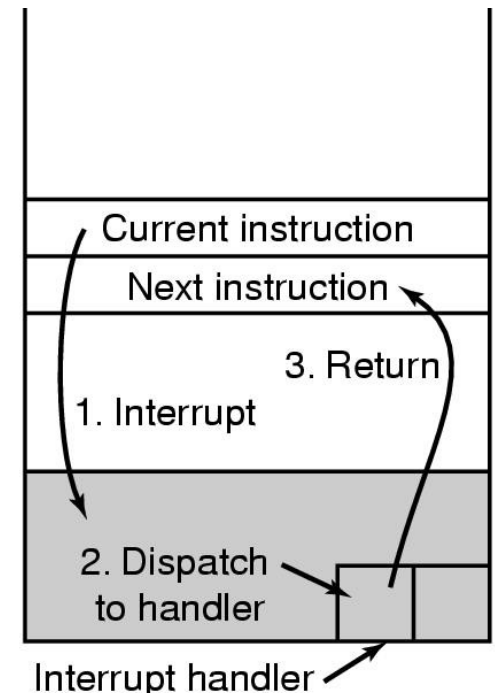 Current instruction
Next instruction
3. Return
1. Interrupt
2. Dispatch
to handler
Interrupt handler